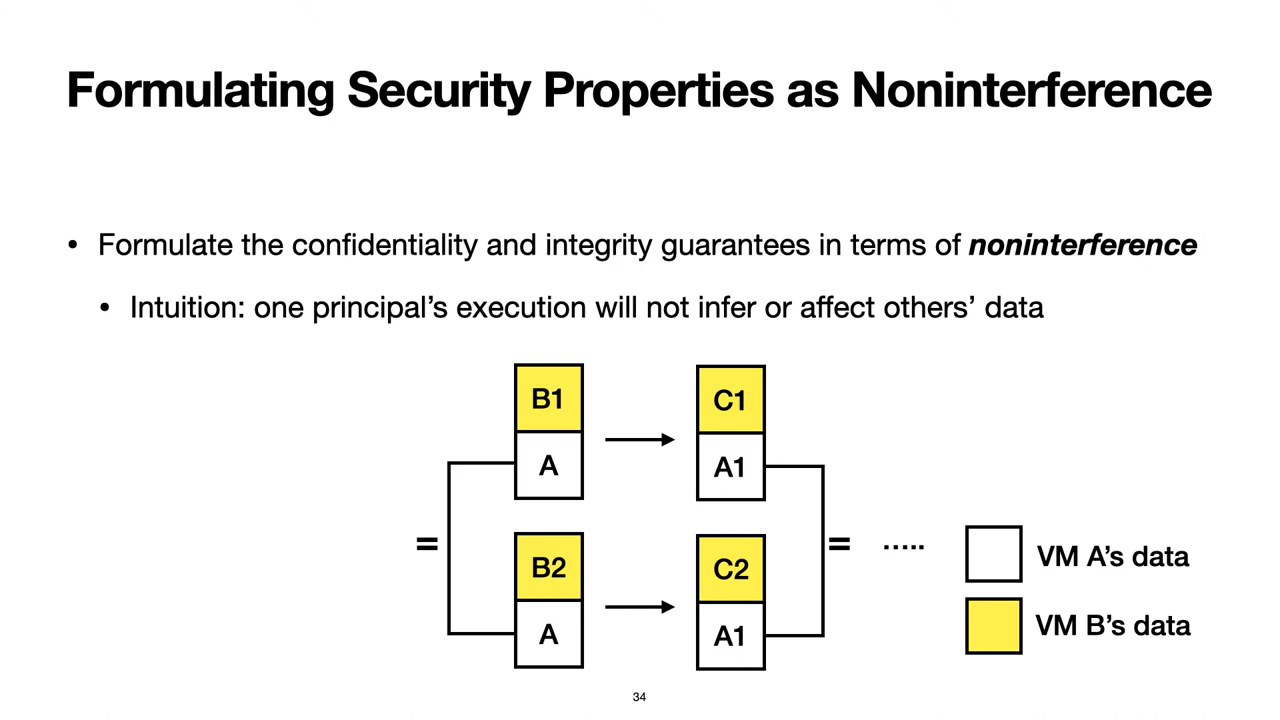 Formulating Security Properties as Noninterference
• Formulate the confidentiality and integrity guarantees in terms of noninterference
• Intuition: one principal's execution will not infer or affect others' data
B1
C1
A
A1
=
= .....
B2
C2
A
A1
VM A's data
VM B's data
34